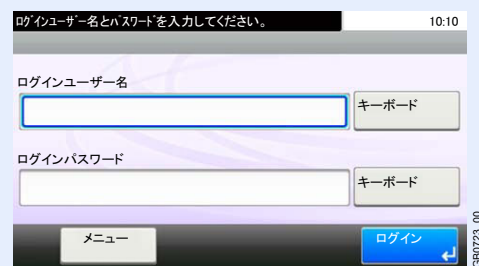 ﾛｸﾞｲﾝﾕｰｻﾞｰ名とﾊﾟｽﾜｰﾄﾞを入力してください。 10:10
ログインユーザー名
キーボード
ログインパスワード
キーボード
メニュー ログイン
GB0723_00